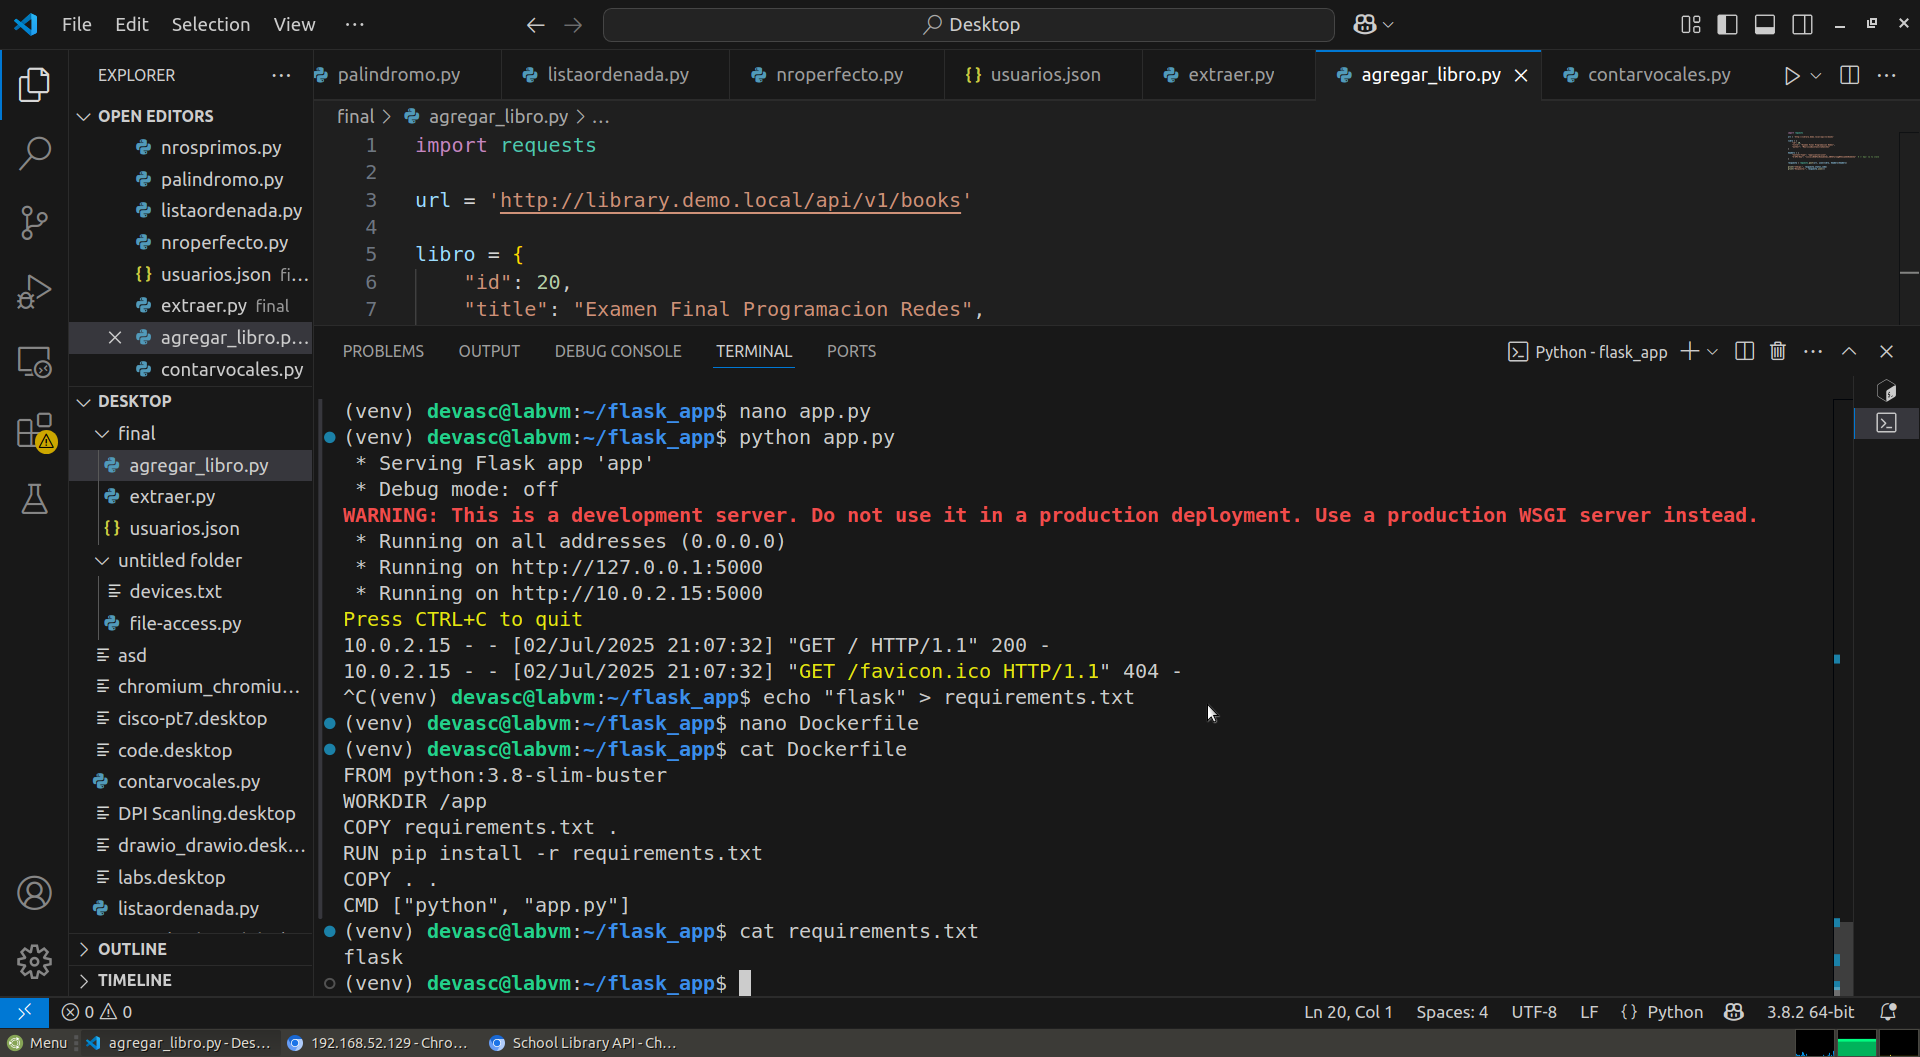 File Edit Selection View ···
Desktop
EXPLORER ···
OPEN EDITORS
nrosprimos.py
palindromo.py
listaordenada.py
nroperfecto.py
{} usuarios.json fi...
extraer.py final
agregar_libro.p...
contarvocales.py
DESKTOP
final
agregar_libro.py
extraer.py
{} usuarios.json
untitled folder
devices.txt
file-access.py
asd
chromium_chromiu...
cisco-pt7.desktop
code.desktop
contarvocales.py
DPI Scanling.desktop
drawio_drawio.desk...
labs.desktop
listaordenada.py
OUTLINE
TIMELINE
palindromo.py listaordenada.py nroperfecto.py {} usuarios.json extraer.py agregar_libro.py contarvocales.py ···
final > agregar_libro.py > ...
1 import requests
2
3 url = 'http://library.demo.local/api/v1/books'
4
5 libro = {
6 "id": 20,
7 "title": "Examen Final Programacion Redes",
PROBLEMS OUTPUT DEBUG CONSOLE TERMINAL PORTS
Python - flask_app ···
(venv) devasc@labvm:~/flask_app$ nano app.py
(venv) devasc@labvm:~/flask_app$ python app.py
* Serving Flask app 'app'
* Debug mode: off
WARNING: This is a development server. Do not use it in a production deployment. Use a production WSGI server instead.
* Running on all addresses (0.0.0.0)
* Running on http://127.0.0.1:5000
* Running on http://10.0.2.15:5000
Press CTRL+C to quit
10.0.2.15 - - [02/Jul/2025 21:07:32] "GET / HTTP/1.1" 200 -
10.0.2.15 - - [02/Jul/2025 21:07:32] "GET /favicon.ico HTTP/1.1" 404 -
^C(venv) devasc@labvm:~/flask_app$ echo "flask" > requirements.txt
(venv) devasc@labvm:~/flask_app$ nano Dockerfile
(venv) devasc@labvm:~/flask_app$ cat Dockerfile
FROM python:3.8-slim-buster
WORKDIR /app
COPY requirements.txt .
RUN pip install -r requirements.txt
COPY . .
CMD ["python", "app.py"]
(venv) devasc@labvm:~/flask_app$ cat requirements.txt
flask
(venv) devasc@labvm:~/flask_app$
0 0
Ln 20, Col 1 Spaces: 4 UTF-8 LF {} Python 3.8.2 64-bit
Menu agregar_libro.py - Des... 192.168.52.129 - Chro... School Library API - Ch...